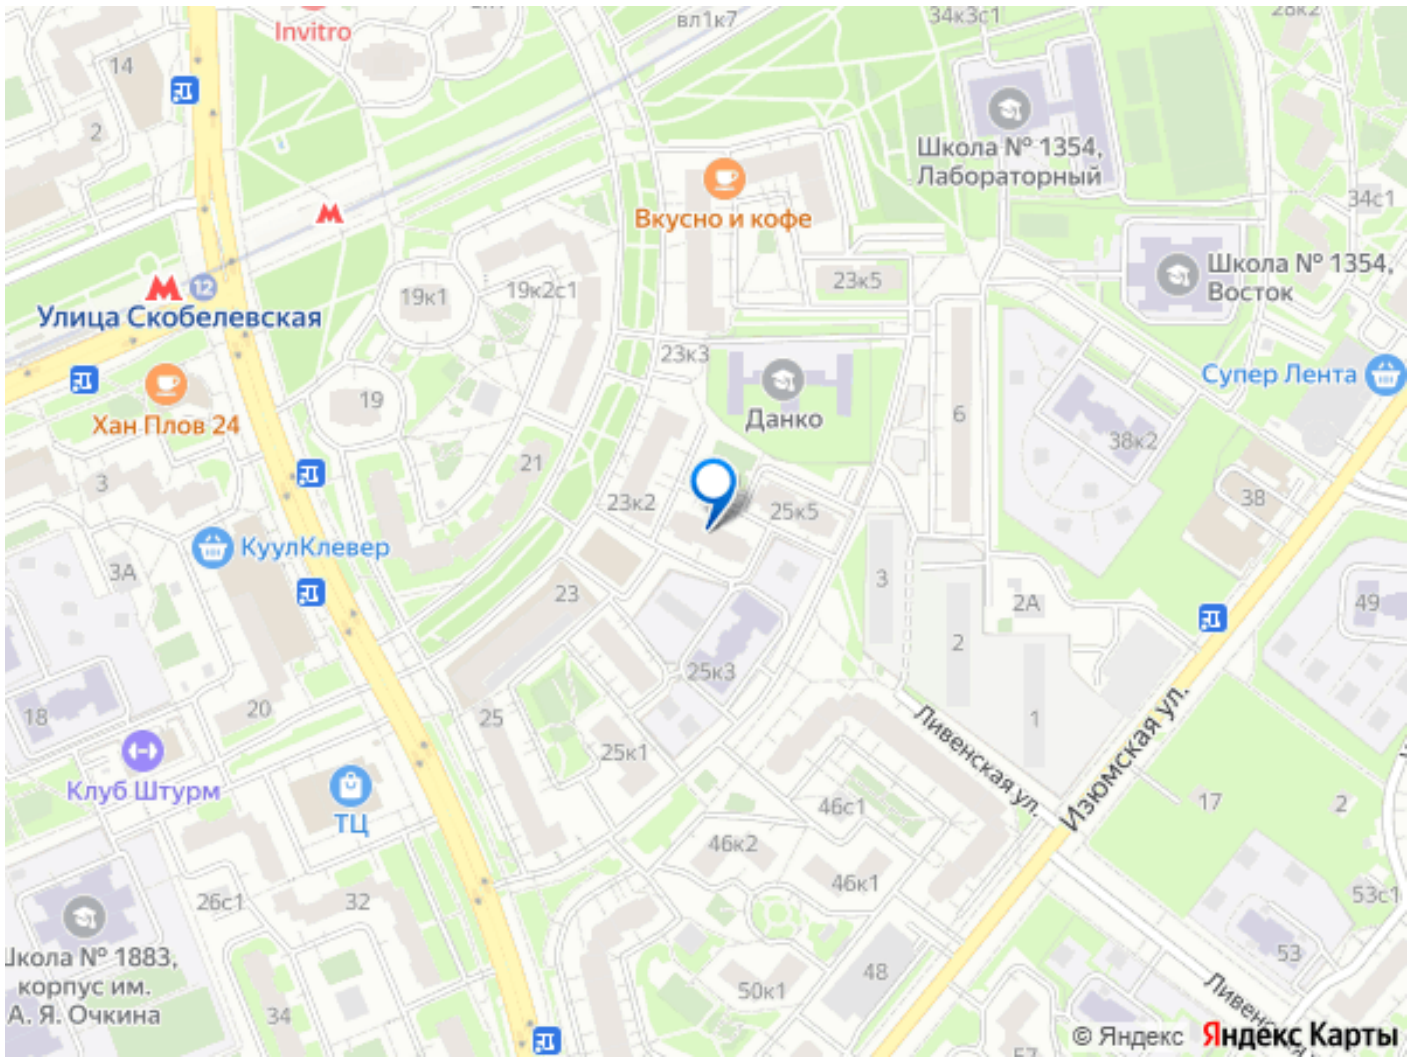 вл1к7
34к3с1
28к2
Invitro
14
2
Школа № 1354,
Лабораторный
34с1
М
Вкусно и кофе
Школа № 1354,
Восток
М 12
Улица Скобелевская
19к1
19к2с1
23к5
23к3
Супер Лента
Хан Плов 24
19
Данко
6
38к2
21
3
23к2
25к5
38
КуулКлевер
3А
23
3
2А
49
2
25к3
18
20
25
1
Ливенская ул.
Изюмская ул.
25к1
Клуб Штурм
ТЦ
46с1
17
2
46к2
46к1
26с1
32
53с1
Школа № 1883,
корпус им.
А. Я. Очкина
34
50к1
48
53
Ливенская
57
© Яндекс Яндекс Карты